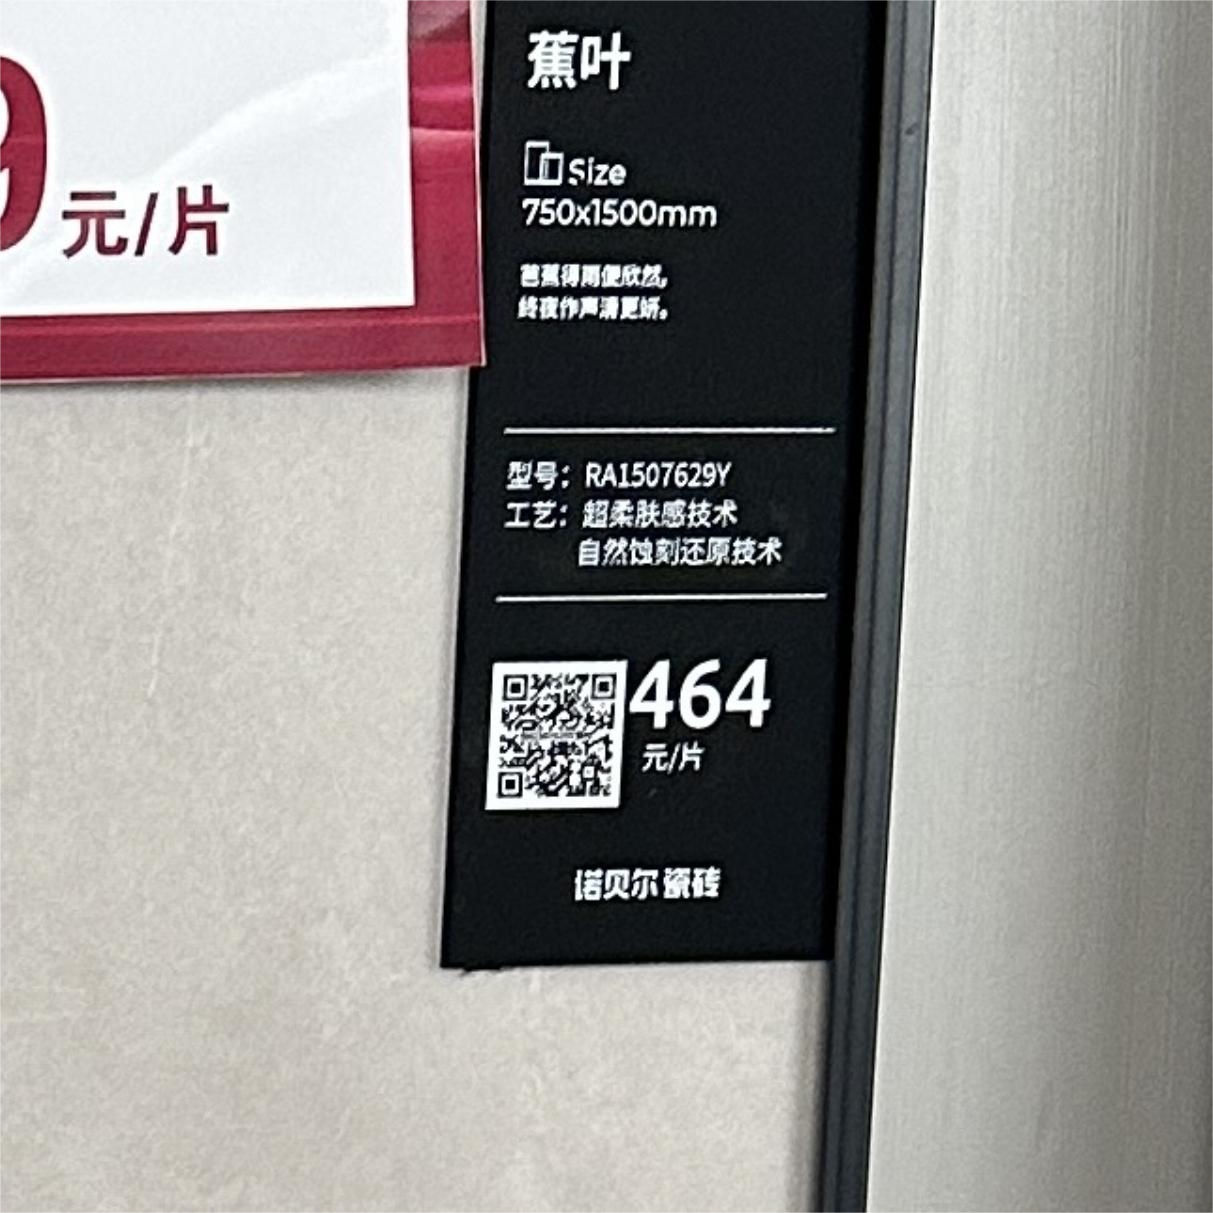 9元/片
蕉叶
Size
750x1500mm
芭蕉得雨便欣然，
终夜作声清更妍。
型号：RA1507629Y
工艺：超柔肤感技术
自然蚀刻还原技术
464
元/片
诺贝尔瓷砖